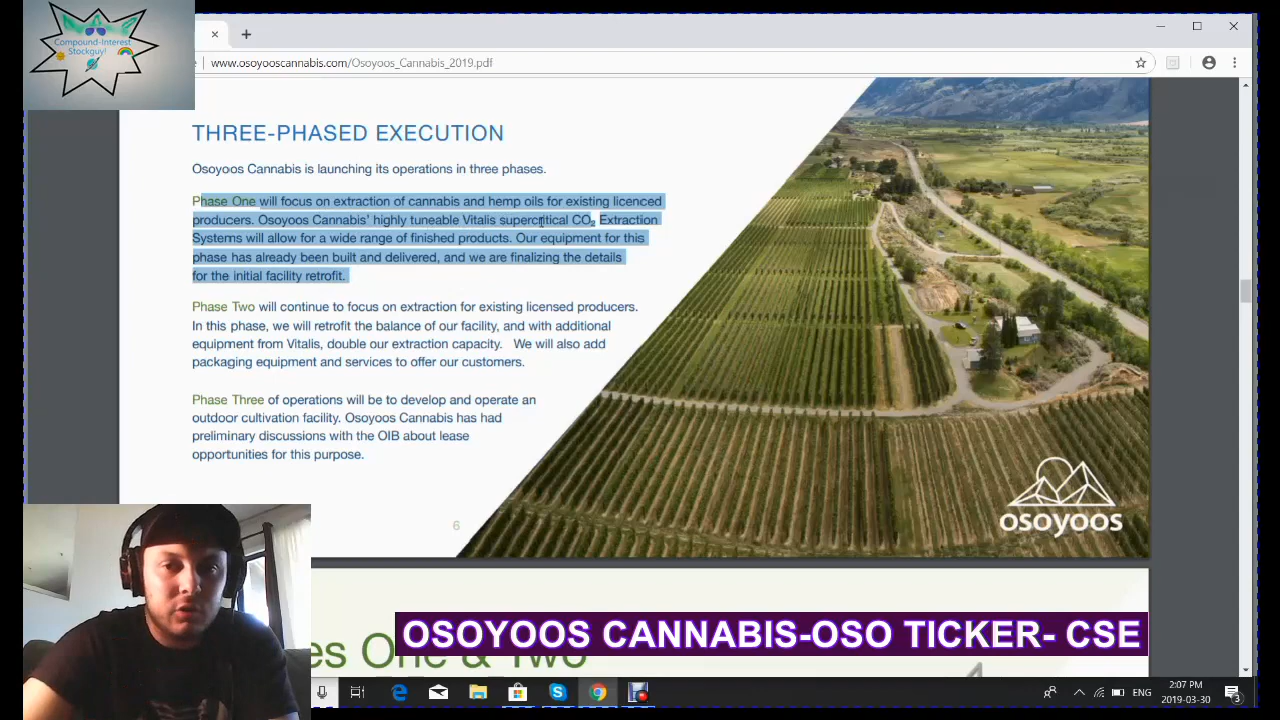 Compound-Interest
Stockguy!
www.osoyooscannabis.com/Osoyoos_Cannabis_2019.pdf
THREE-PHASED EXECUTION
Osoyoos Cannabis is launching its operations in three phases.
Phase One will focus on extraction of cannabis and hemp oils for existing licenced
producers. Osoyoos Cannabis' highly tuneable Vitalis supercritical CO₂ Extraction
Systems will allow for a wide range of finished products. Our equipment for this
phase has already been built and delivered, and we are finalizing the details
for the initial facility retrofit.
Phase Two will continue to focus on extraction for existing licensed producers.
In this phase, we will retrofit the balance of our facility, and with additional
equipment from Vitalis, double our extraction capacity. We will also add
packaging equipment and services to offer our customers.
Phase Three of operations will be to develop and operate an
outdoor cultivation facility. Osoyoos Cannabis has had
preliminary discussions with the OIB about lease
opportunities for this purpose.
6
OSOYOOS
es One & Two
OSOYOOS CANNABIS-OSO TICKER- CSE
ENG
2:07 PM
2019-03-30
3